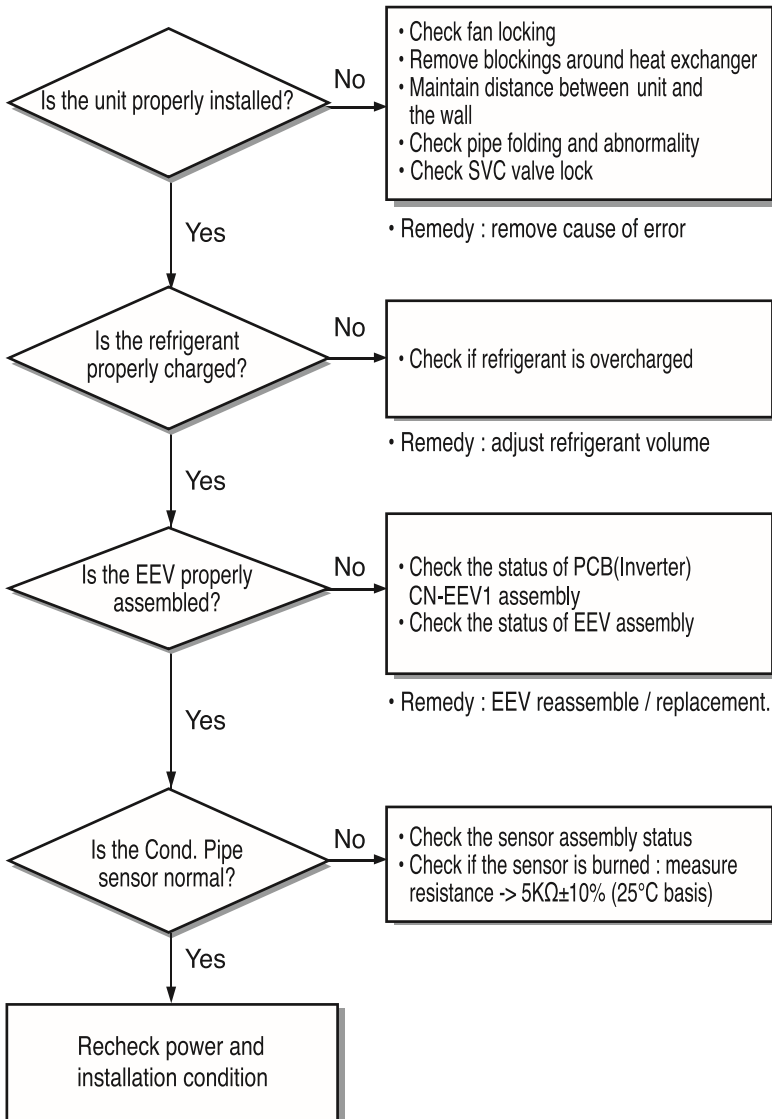 Is the unit properly installed?
No
• Check fan locking
• Remove blockings around heat exchanger
• Maintain distance between unit and
the wall
• Check pipe folding and abnormality
• Check SVC valve lock
• Remedy : remove cause of error
Yes
Is the refrigerant
properly charged?
No
• Check if refrigerant is overcharged
• Remedy : adjust refrigerant volume
Yes
Is the EEV properly
assembled?
No
• Check the status of PCB(Inverter)
CN-EEV1 assembly
• Check the status of EEV assembly
• Remedy : EEV reassemble / replacement.
Yes
Is the Cond. Pipe
sensor normal?
No
• Check the sensor assembly status
• Check if the sensor is burned : measure
resistance -> 5KΩ±10% (25°C basis)
Yes
Recheck power and
installation condition